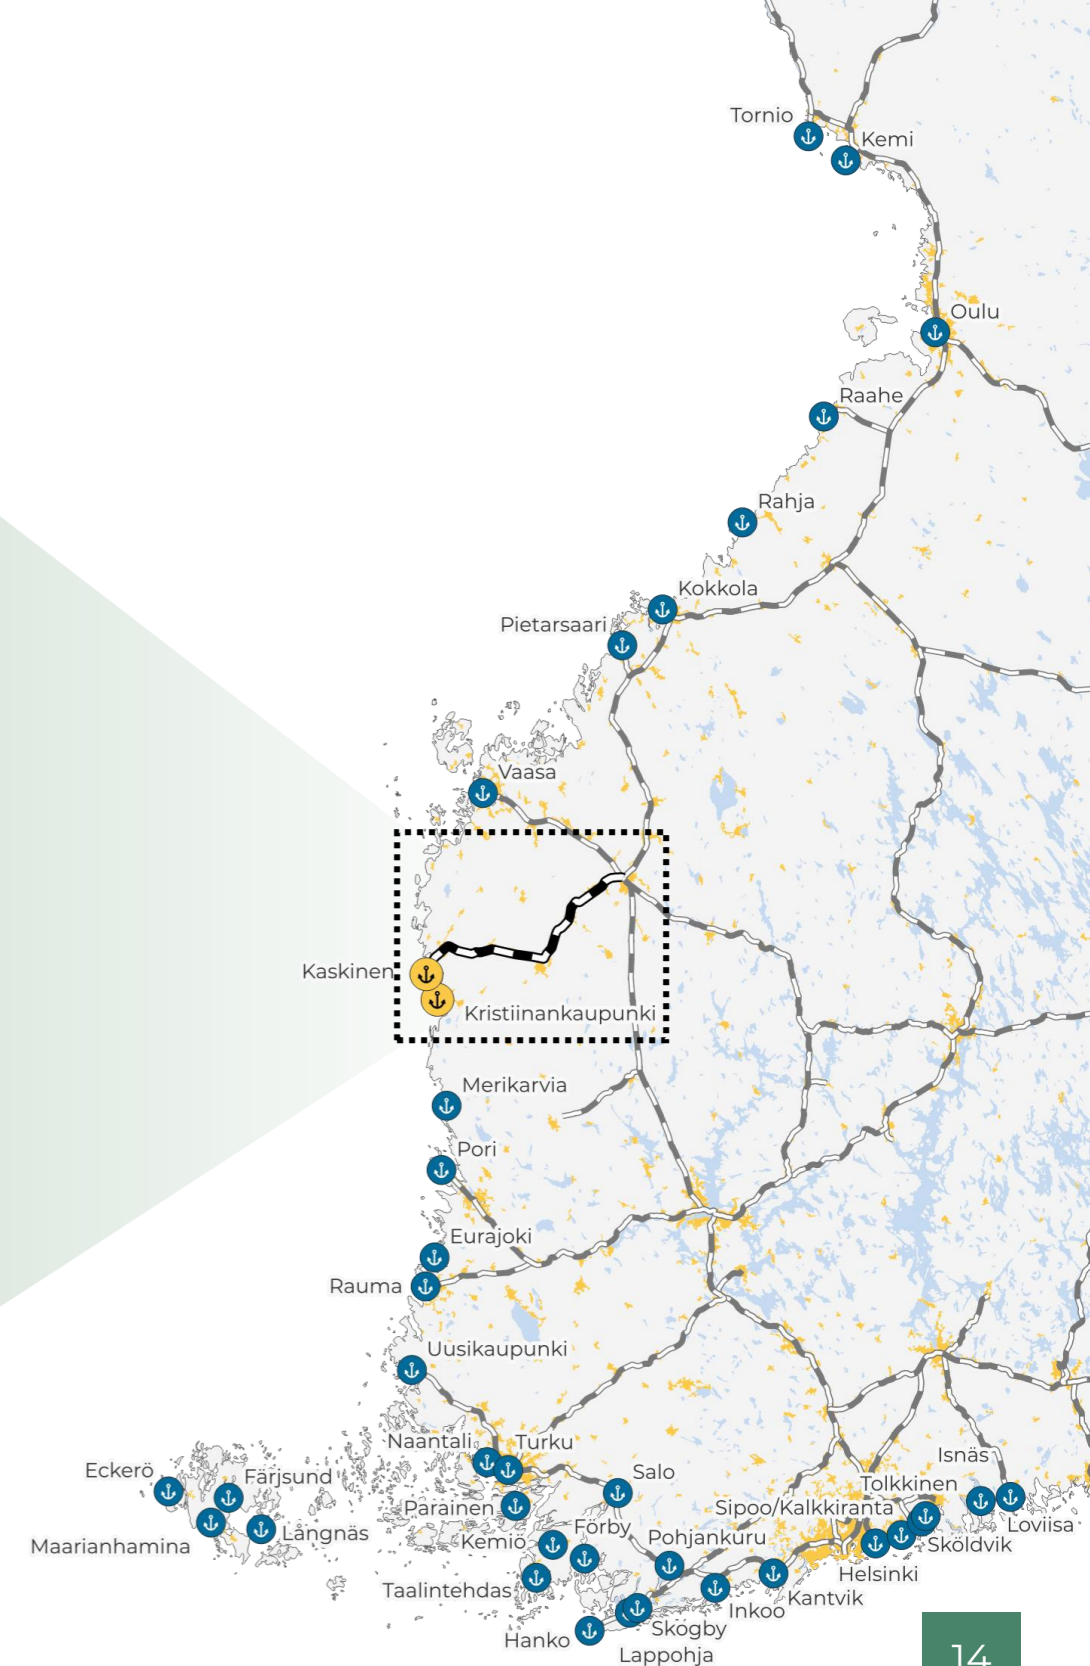 Tornio
Kemi
Oulu
Raahe
Rahja
Kokkola
Pietarsaari
Vaasa
Kaskinen
Kristiinankaupunki
Merikarvia
Pori
Eurajoki
Rauma
Uusikaupunki
Naantali
Turku
Eckerö
Färjsund
Salo
Isnäs
Tolkkinen
Parainen
Sipoo/Kalkkiranta
Loviisa
Maarianhamina
Långnäs
Kemiö
Förby
Pohjankuru
Sköldvik
Helsinki
Taalintehdas
Kantvik
Inkoo
Skogby
Hanko
Lappohja
14